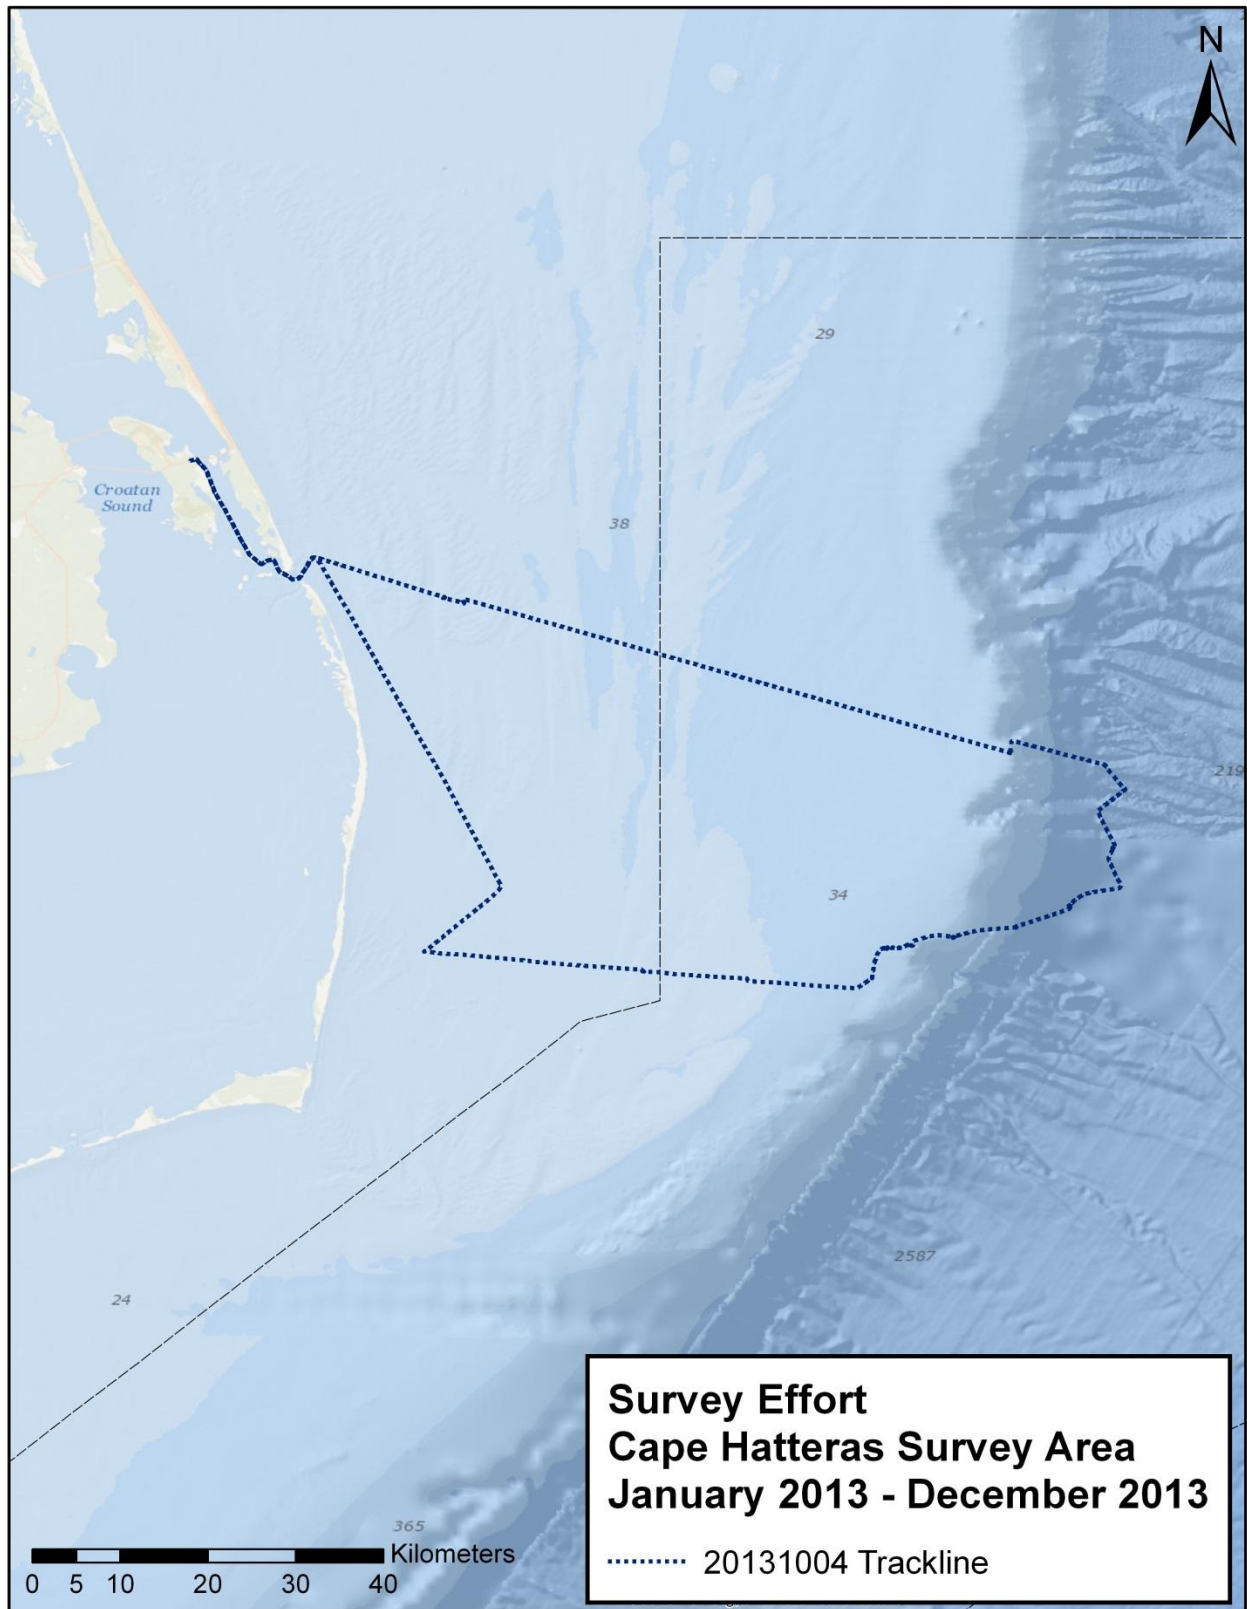 N
29
Croatan
Sound
38
219
34
2587
24
365
Survey Effort
Cape Hatteras Survey Area
January 2013 - December 2013
20131004 Trackline
Kilometers
0 5 10 20 30 40